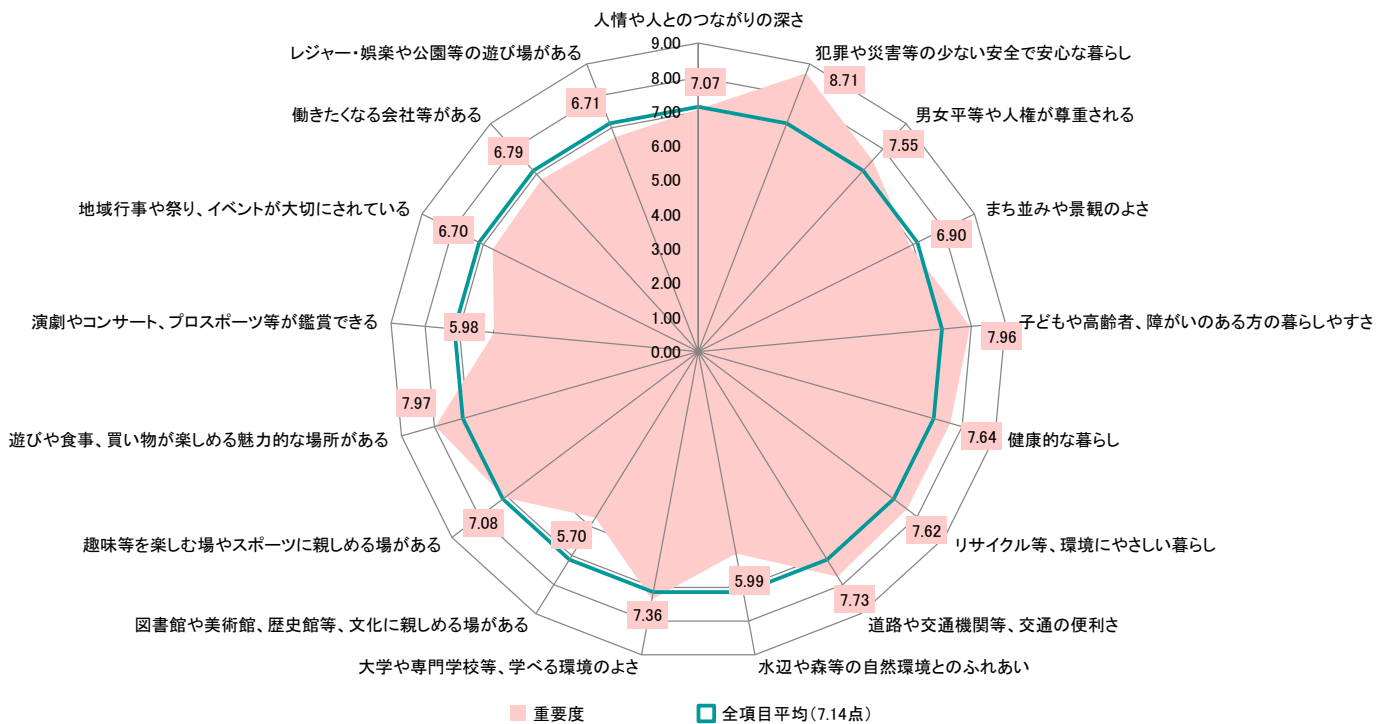 人情や人とのつながりの深さ
7.07
犯罪や災害等の少ない安全で安心な暮らし
8.71
男女平等や人権が尊重される
7.55
まち並みや景観のよさ
6.90
子どもや高齢者、障がいのある方の暮らしやすさ
7.96
健康的な暮らし
7.64
リサイクル等、環境にやさしい暮らし
7.62
道路や交通機関等、交通の便利さ
7.73
水辺や森等の自然環境とのふれあい
5.99
大学や専門学校等、学べる環境のよさ
7.36
図書館や美術館、歴史館等、文化に親しめる場がある
5.70
趣味等を楽しむ場やスポーツに親しめる場がある
7.08
遊びや食事、買い物が楽しめる魅力的な場所がある
7.97
演劇やコンサート、プロスポーツ等が鑑賞できる
5.98
地域行事や祭り、イベントが大切にされている
6.70
働きたくなる会社等がある
6.79
レジャー・娯楽や公園等の遊び場がある
6.71
9.00
8.00
7.00
6.00
5.00
4.00
3.00
2.00
1.00
0.00
重要度
全項目平均(7.14点)